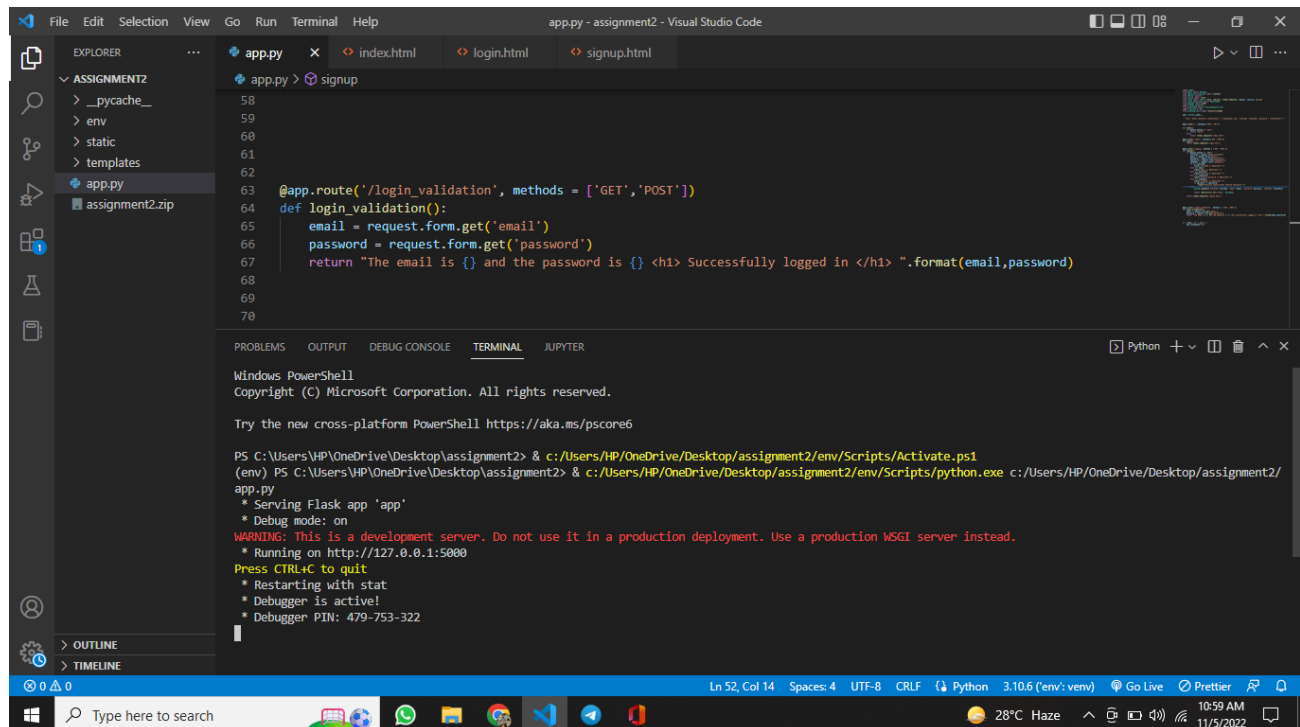 File Edit Selection View Go Run Terminal Help app.py - assignment2 - Visual Studio Code
EXPLORER
app.py index.html login.html signup.html
ASSIGNMENT2
app.py > signup
__pycache__
env
static
templates
app.py
assignment2.zip
58
59
60
61
62
63 @app.route('/login_validation', methods = ['GET','POST'])
64 def login_validation():
65 email = request.form.get('email')
66 password = request.form.get('password')
67 return "The email is {} and the password is {} <h1> Successfully logged in </h1> ".format(email,password)
68
69
70
PROBLEMS OUTPUT DEBUG CONSOLE TERMINAL JUPYTER Python
Windows PowerShell
Copyright (C) Microsoft Corporation. All rights reserved.
Try the new cross-platform PowerShell https://aka.ms/pscore6
PS C:\Users\HP\OneDrive\Desktop\assignment2> & c:/Users/HP/OneDrive/Desktop/assignment2/env/Scripts/Activate.ps1
(env) PS C:\Users\HP\OneDrive\Desktop\assignment2> & c:/Users/HP/OneDrive/Desktop/assignment2/env/Scripts/python.exe c:/Users/HP/OneDrive/Desktop/assignment2/
app.py
* Serving Flask app 'app'
* Debug mode: on
WARNING: This is a development server. Do not use it in a production deployment. Use a production WSGI server instead.
* Running on http://127.0.0.1:5000
Press CTRL+C to quit
* Restarting with stat
* Debugger is active!
* Debugger PIN: 479-753-322
OUTLINE
TIMELINE
0 0 Ln 52, Col 14 Spaces: 4 UTF-8 CRLF Python 3.10.6 ('env': venv) Go Live Prettier
Type here to search 28°C Haze 10:59 AM
11/5/2022